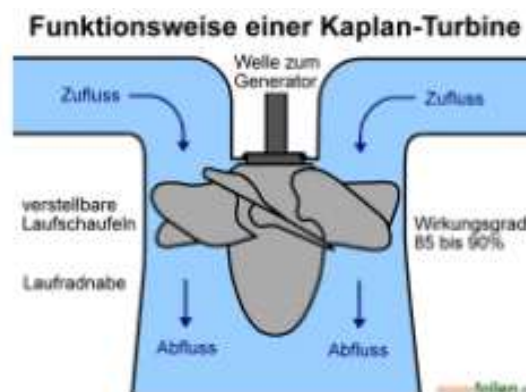 Funktionsweise einer Kaplan-Turbine
Welle zum
Generator
Zufluss
Zufluss
verstellbare
Laufschaufeln
Wirkungsgrad
85 bis 90%
Laufradnabe
Abfluss
Abfluss